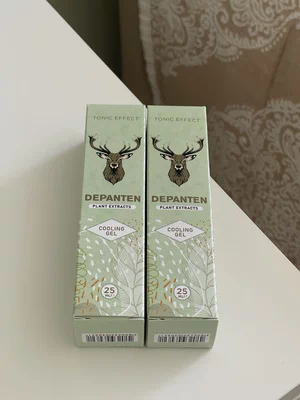 TONIC EFFECT
DEPANTEN
PLANT EXTRACTS
COOLING
GEL
25
TONIC EFFECT
DEPANTEN
PLANT EXTRACTS
COOLING
GEL
25